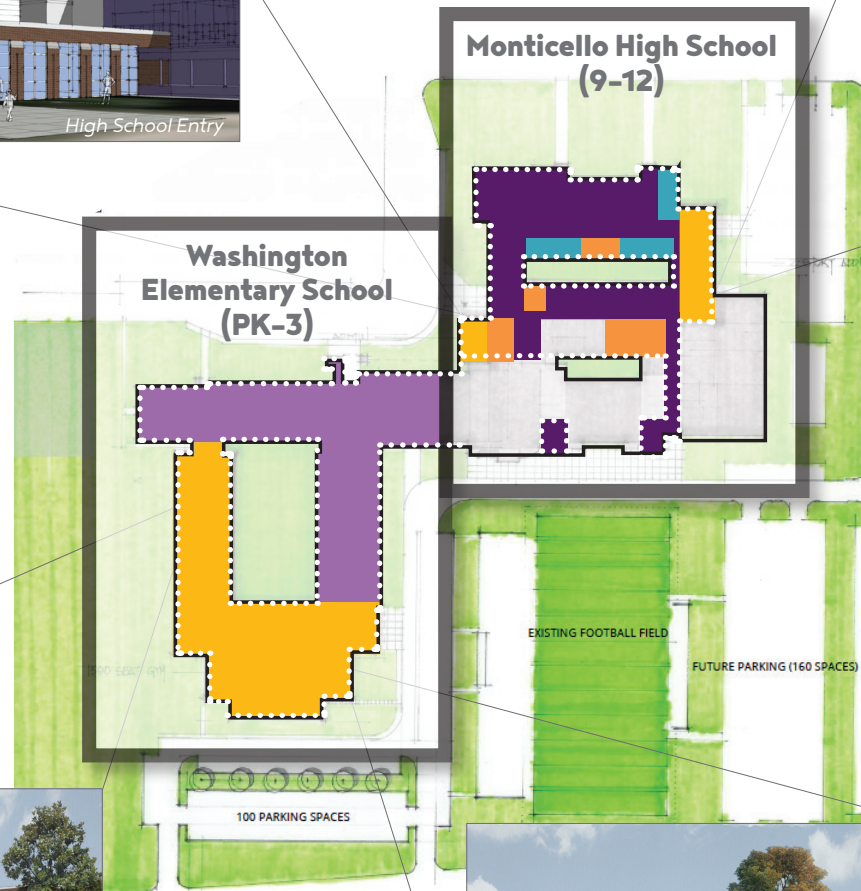 Monticello High School
(9-12)
High School Entry
Washington
Elementary School
(PK-3)
EXISTING FOOTBALL FIELD
FUTURE PARKING (160 SPACES)
100 PARKING SPACES